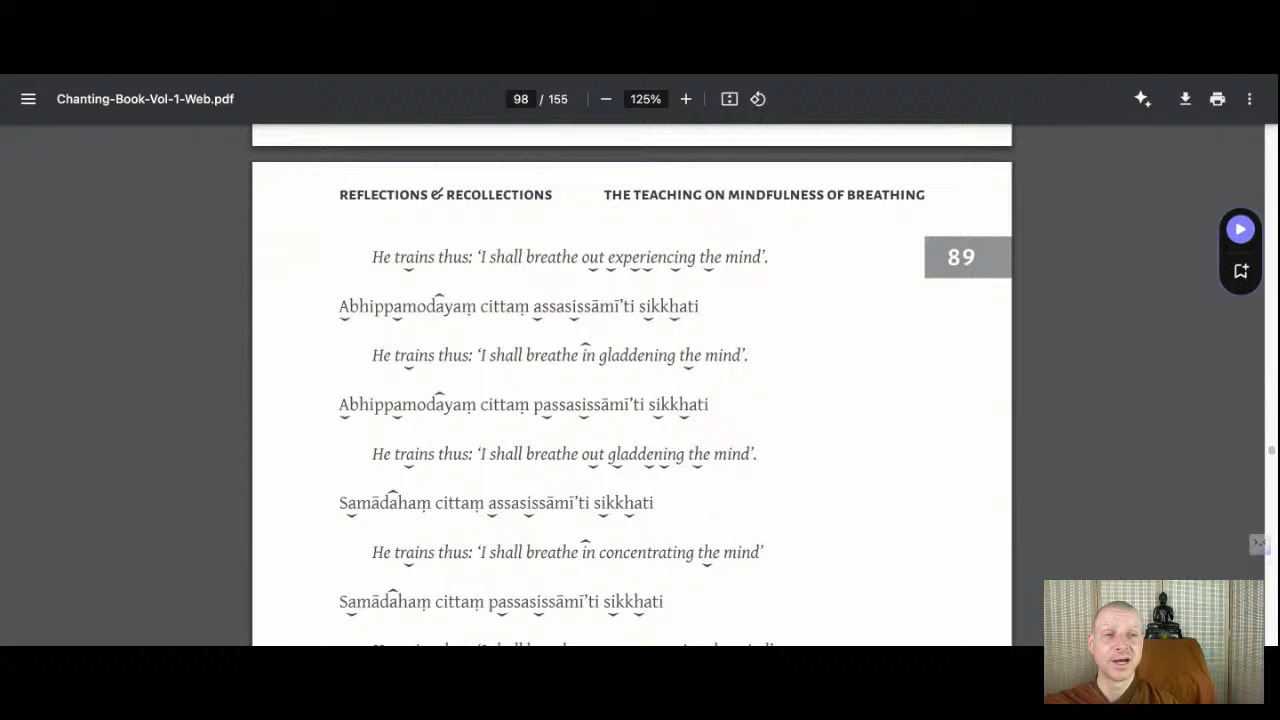 Chanting-Book-Vol-1-Web.pdf
98 / 155
125%
REFLECTIONS & RECOLLECTIONS THE TEACHING ON MINDFULNESS OF BREATHING
He trains thus: ‘I shall breathe out experiencing the mind’.
89
Abhippamodāyaṃ cittaṃ assasissāmī’ti sikkhati
He trains thus: ‘I shall breathe in gladdening the mind’.
Abhippamodāyaṃ cittaṃ passasissāmī’ti sikkhati
He trains thus: ‘I shall breathe out gladdening the mind’.
Samādahaṃ cittaṃ assasissāmī’ti sikkhati
He trains thus: ‘I shall breathe in concentrating the mind’
Samādahaṃ cittaṃ passasissāmī’ti sikkhati